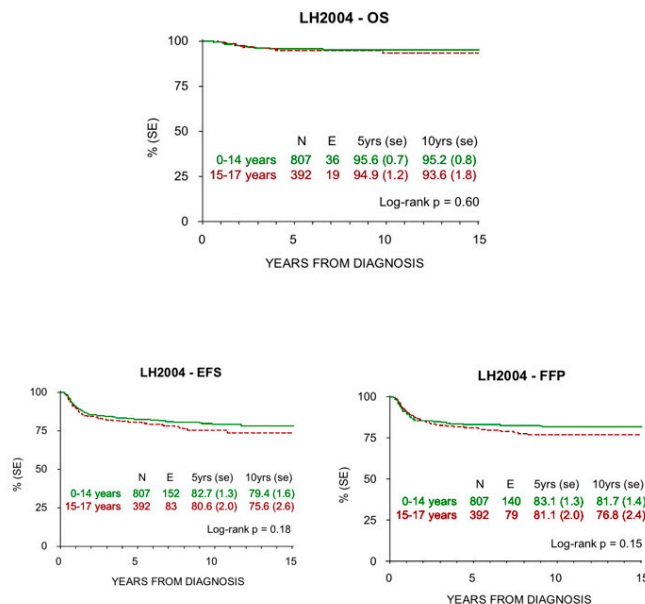 LH2004 - OS
100
75
50
25
0
% (SE)
N E 5yrs (se) 10yrs (se)
0-14 years 807 36 95.6 (0.7) 95.2 (0.8)
15-17 years 392 19 94.9 (1.2) 93.6 (1.8)
Log-rank p = 0.60
0 5 10 15
YEARS FROM DIAGNOSIS
LH2004 - EFS
100
75
50
25
0
% (SE)
N E 5yrs (se) 10yrs (se)
0-14 years 807 152 82.7 (1.3) 79.4 (1.6)
15-17 years 392 83 80.6 (2.0) 75.6 (2.6)
Log-rank p = 0.18
0 5 10 15
YEARS FROM DIAGNOSIS
LH2004 - FFP
100
75
50
25
0
% (SE)
N E 5yrs (se) 10yrs (se)
0-14 years 807 140 83.1 (1.3) 81.7 (1.4)
15-17 years 392 79 81.1 (2.0) 76.8 (2.4)
Log-rank p = 0.15
0 5 10 15
YEARS FROM DIAGNOSIS